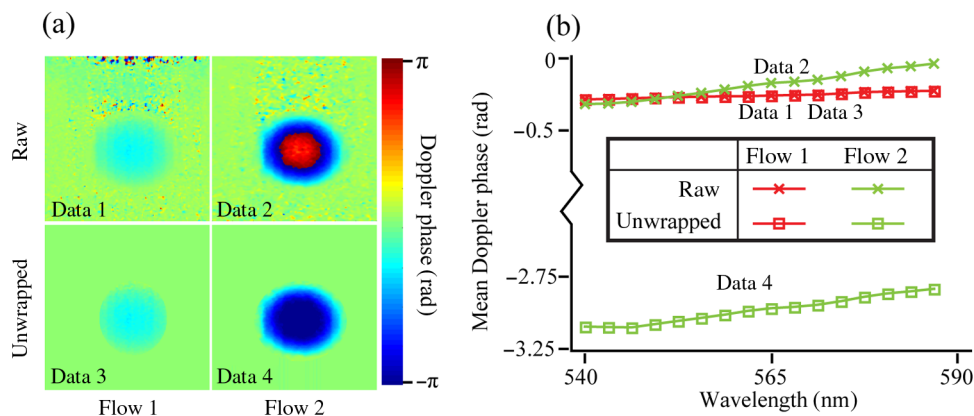 (a)
Raw
Data 1
Data 2
Unwrapped
Data 3
Data 4
Flow 1
Flow 2
π
Doppler phase (rad)
-π
(b)
Mean Doppler phase (rad)
0
-0.5
-2.75
-3.25
Data 2
Data 1
Data 3
Flow 1
Flow 2
Raw
Unwrapped
Data 4
540
565
590
Wavelength (nm)